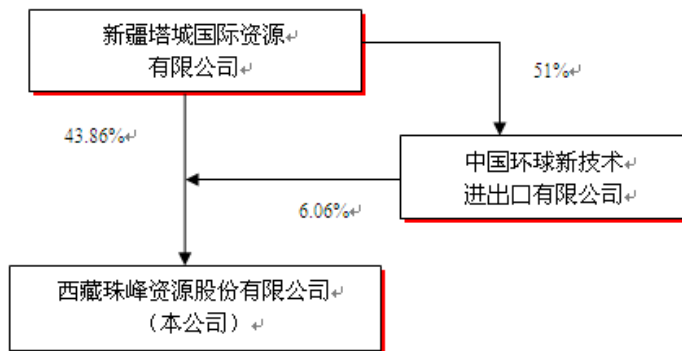 新疆塔城国际资源
有限公司
51%
43.86%
中国环球新技术
进出口有限公司
6.06%
西藏珠峰资源股份有限公司
（本公司）